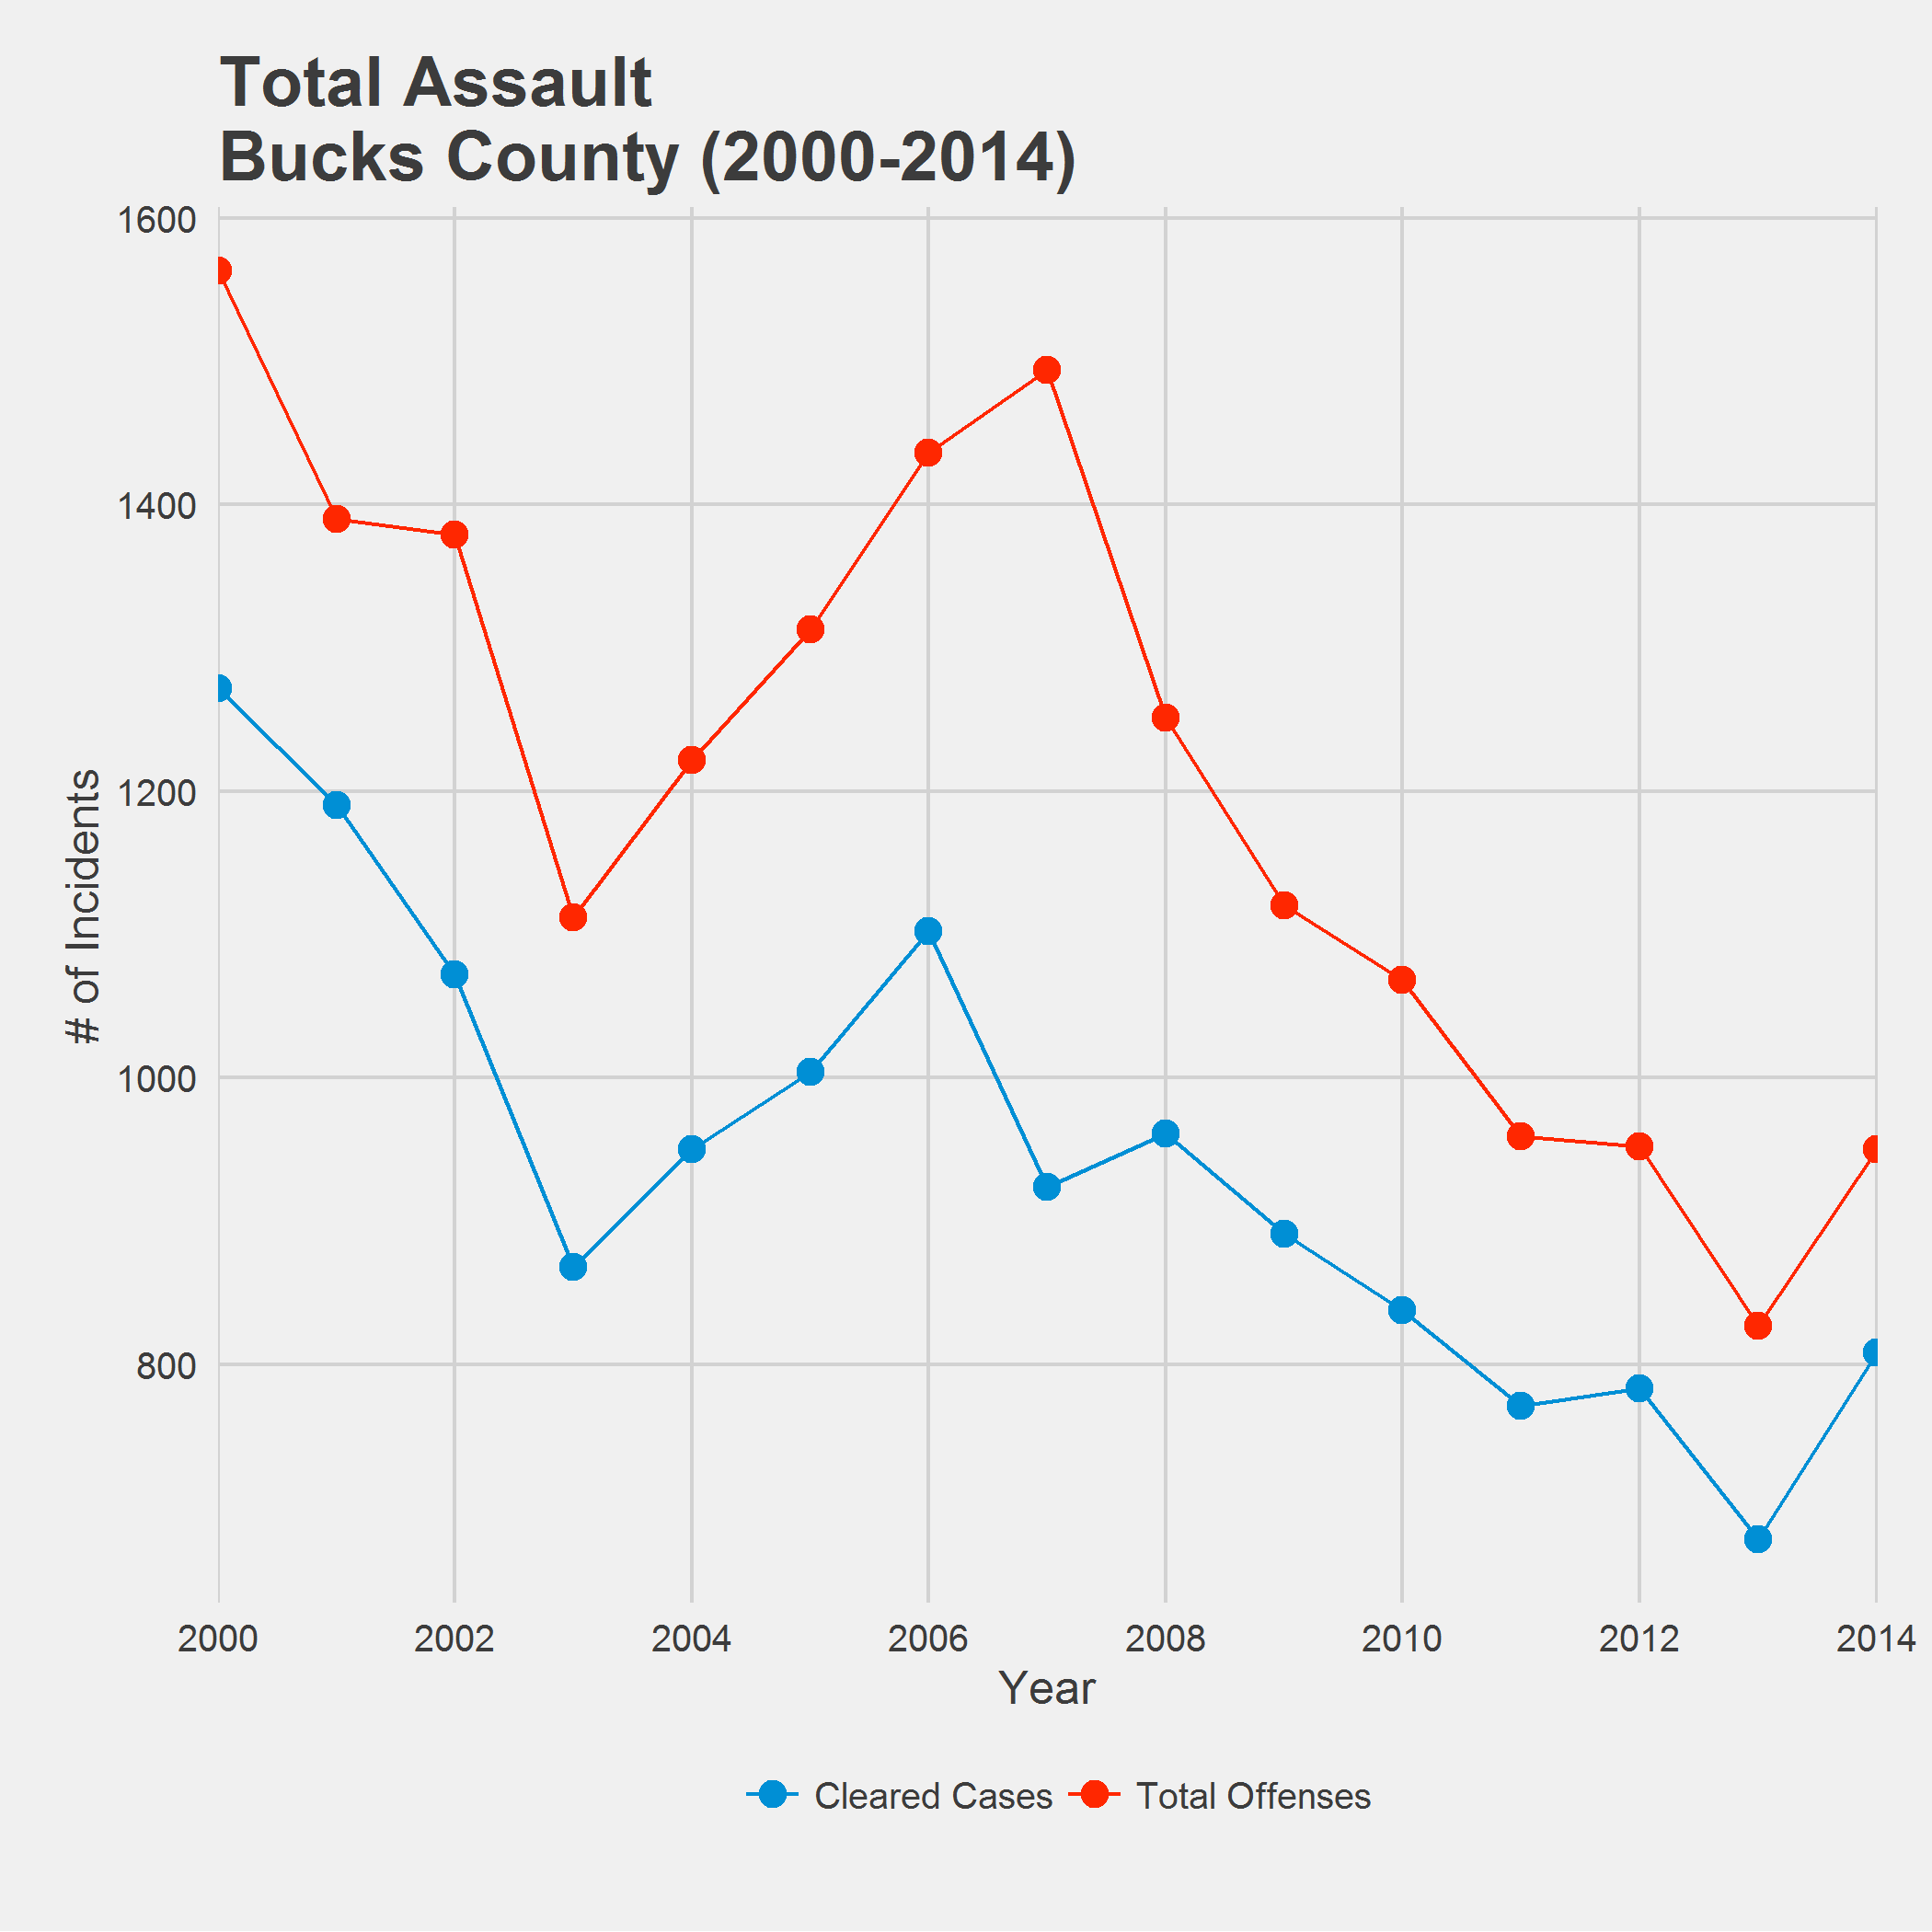 Total Assault
Bucks County (2000-2014)
1600
1400
1200
1000
800
# of Incidents
2000 2002 2004 2006 2008 2010 2012 2014
Year
Cleared Cases Total Offenses